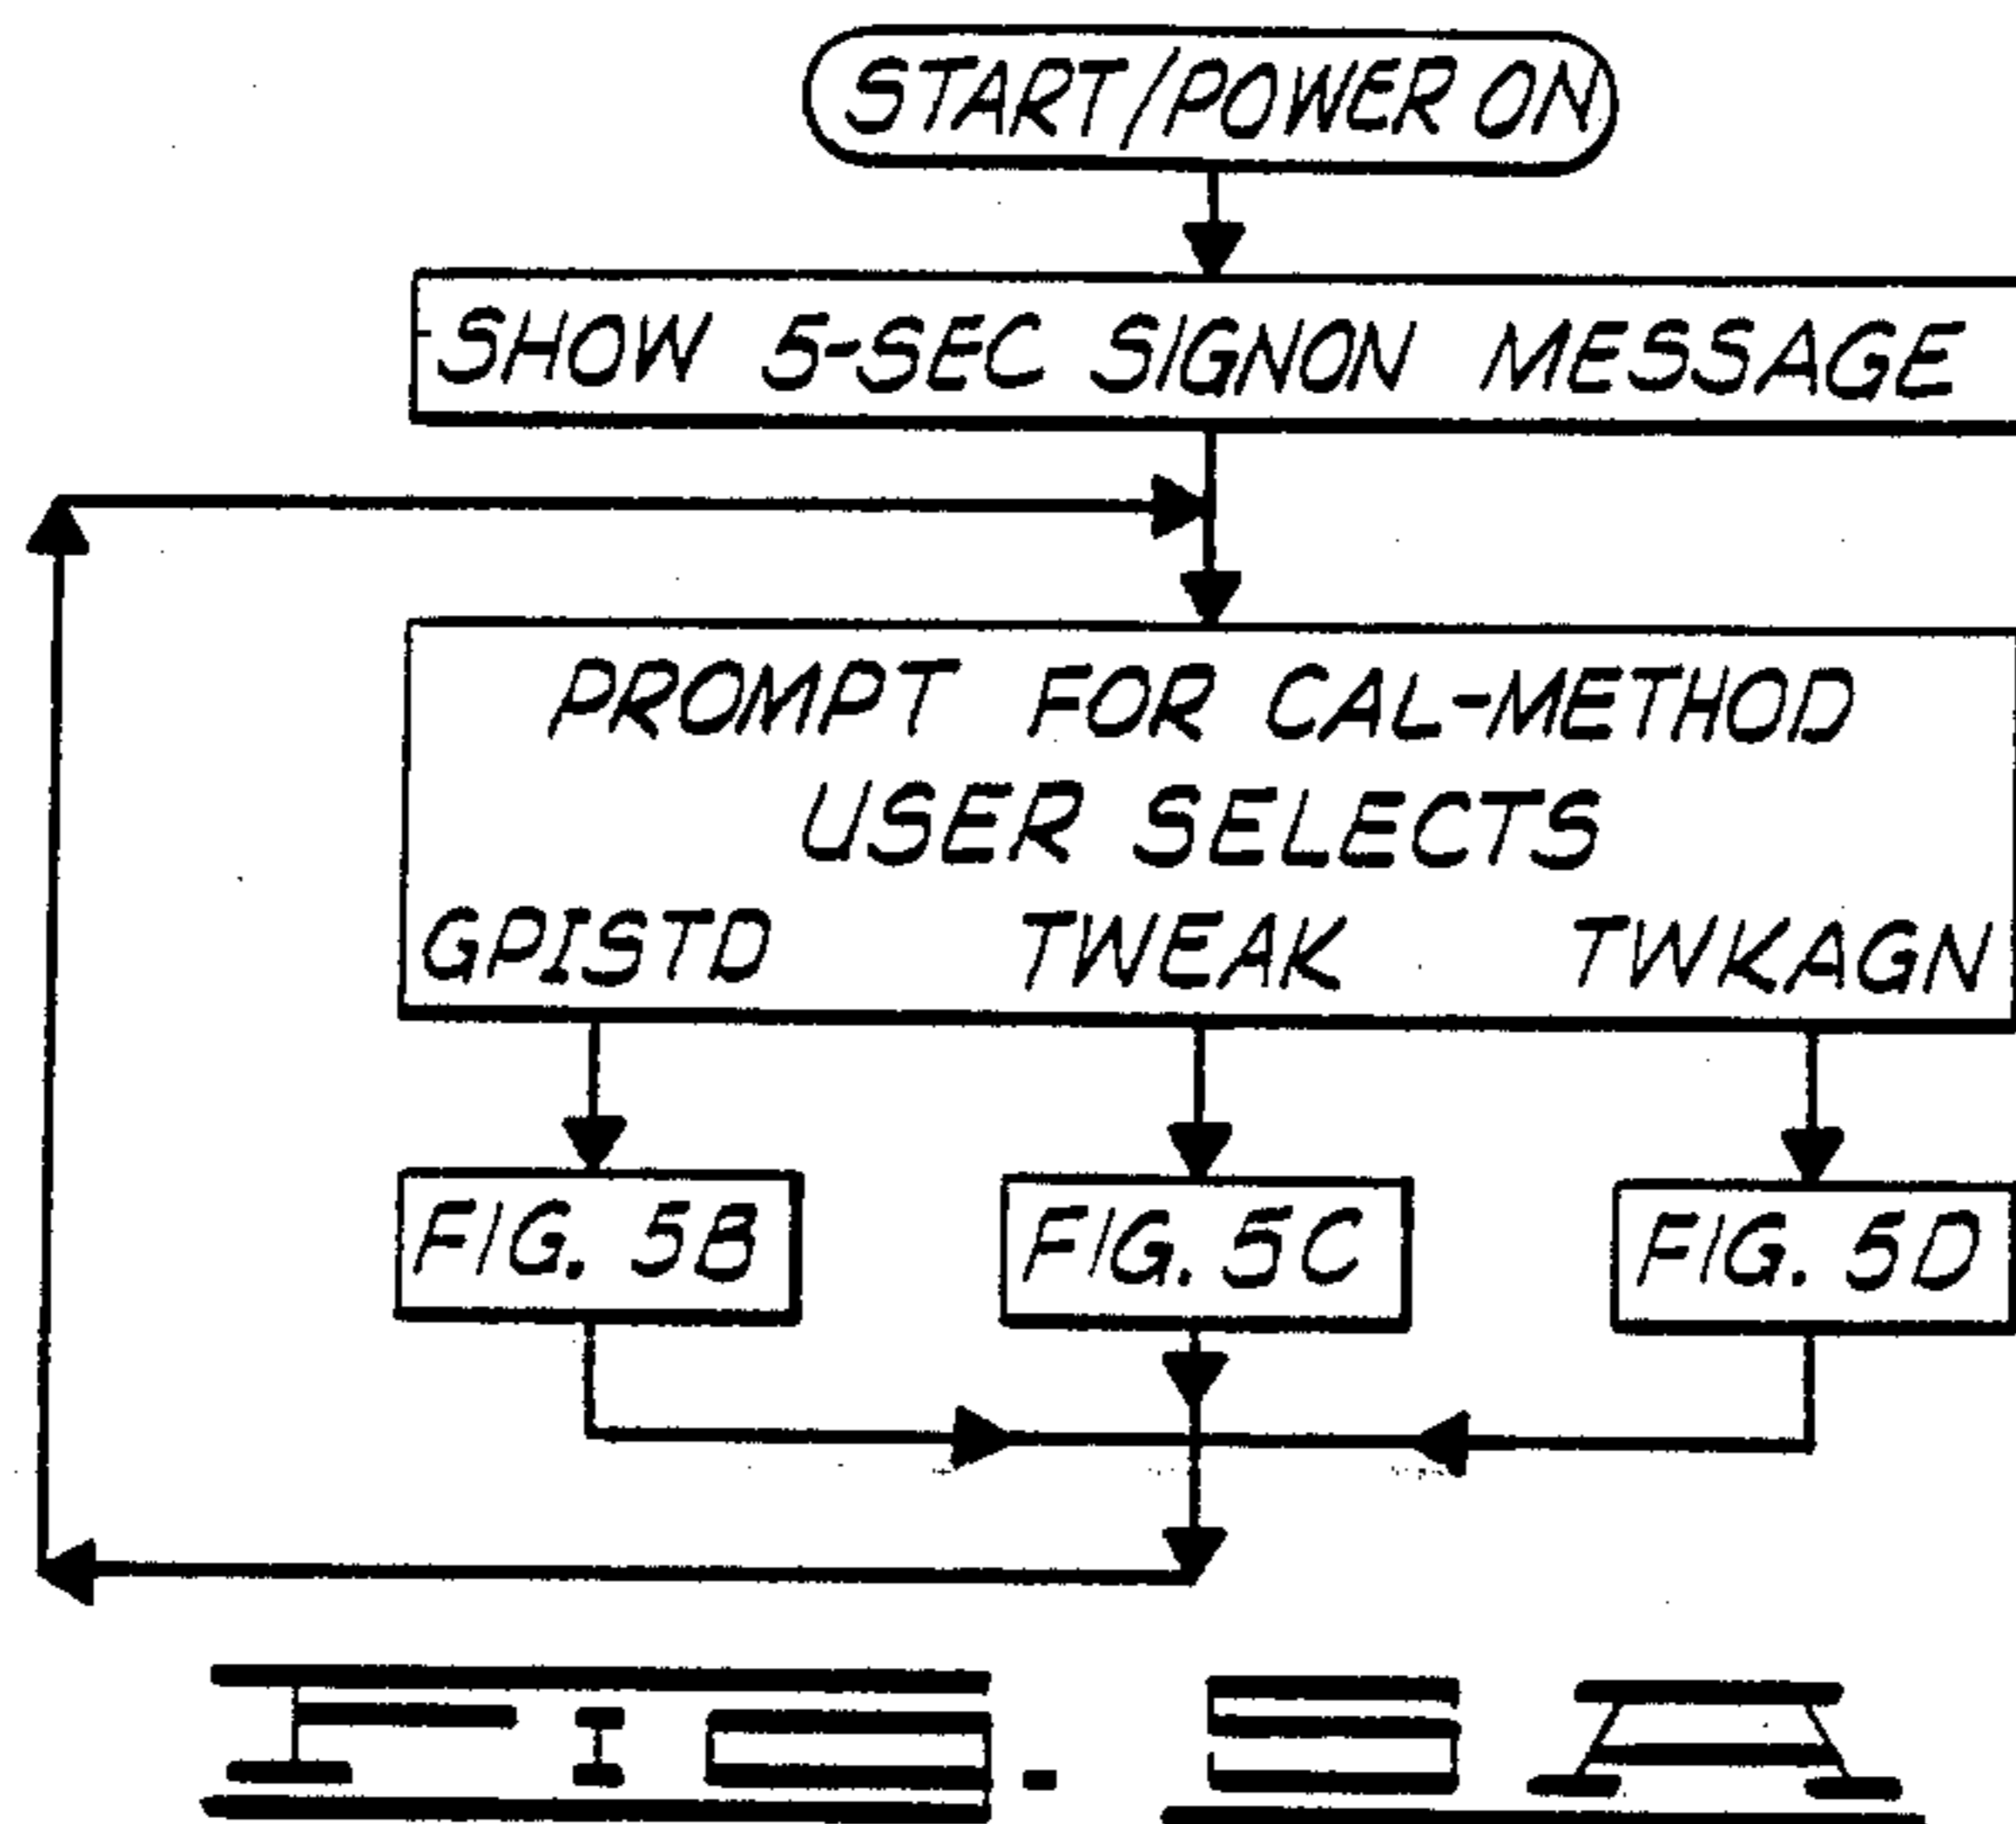 START/POWER ON
SHOW 5-SEC SIGNON MESSAGE
PROMPT FOR CAL-METHOD
USER SELECTS
GPISTD TWEAK TWKAGN
FIG. 5B FIG. 5C FIG. 5D
FIG. 5A